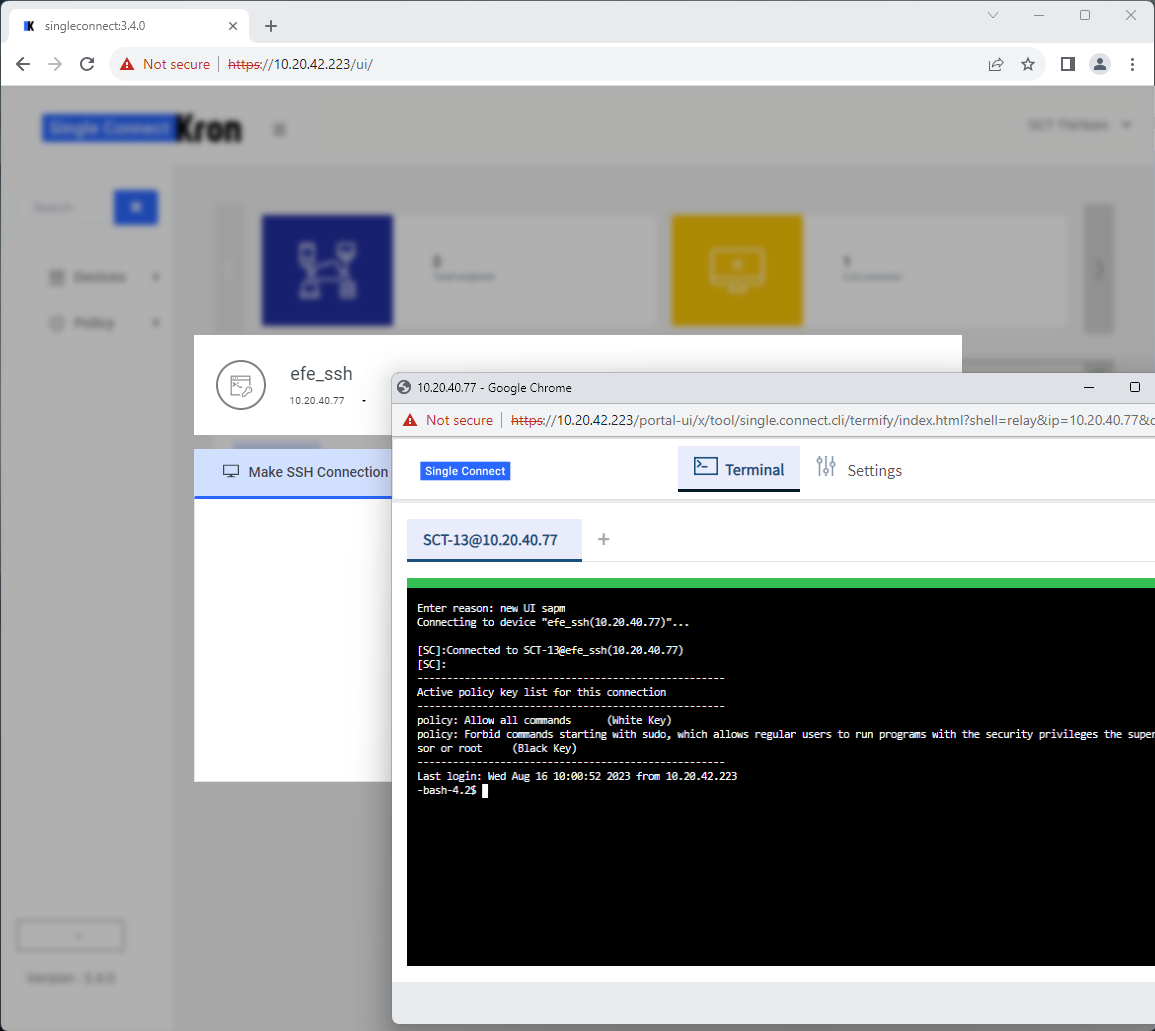 singleconnect:3.4.0
Not secure https://10.20.42.223/ui/
Single Connect Kron
SCT Thirteen
Search
2
Total endpoint
1
Devices
Policy
efe_ssh
10.20.40.77
Make SSH Connection
10.20.40.77 - Google Chrome
Not secure https://10.20.42.223/portal-ui/x/tool/single.connect.cli/termify/index.html?shell=relay&ip=10.20.40.77&c
Single Connect
Terminal
Settings
SCT-13@10.20.40.77
Enter reason: new UI sapm
Connecting to device "efe_ssh(10.20.40.77)"...
[SC]:Connected to SCT-13@efe_ssh(10.20.40.77)
[SC]:
----------------------------------------------------
Active policy key list for this connection
----------------------------------------------------
policy: Allow all commands (White Key)
policy: Forbid commands starting with sudo, which allows regular users to run programs with the security privileges the super
sor or root (Black Key)
----------------------------------------------------
Last login: Wed Aug 16 10:00:52 2023 from 10.20.42.223
-bash-4.2$
Version : 3.4.0